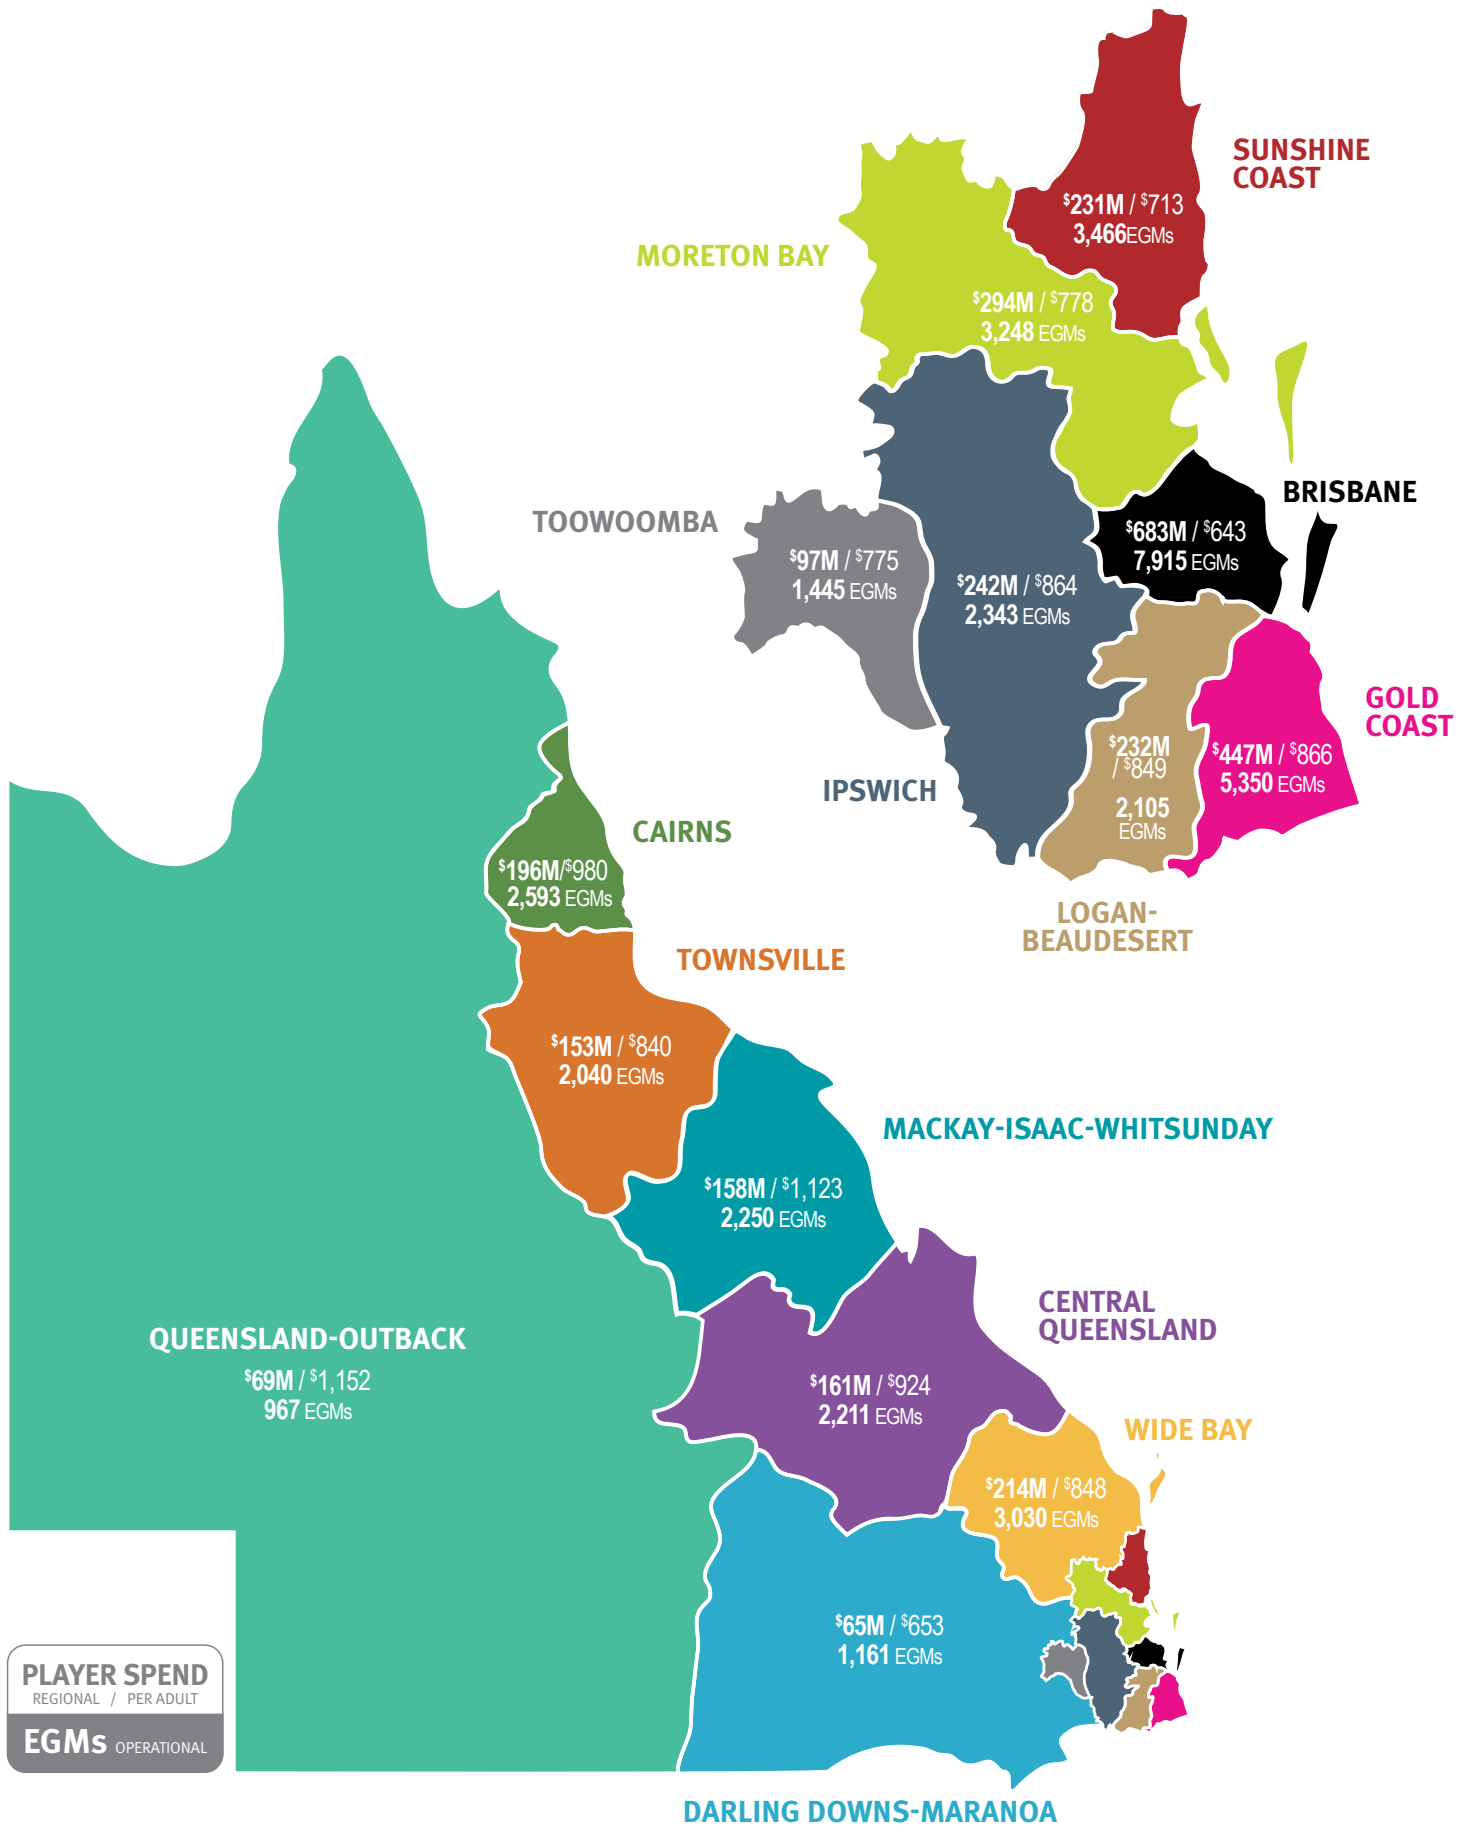 SUNSHINE
COAST
$231M / $713
3,466EGMs
MORETON BAY
$294M / $778
3,248 EGMs
BRISBANE
$683M / $643
7,915 EGMs
TOOWOOMBA
$97M / $775
1,445 EGMs
$242M / $864
2,343 EGMs
IPSWICH
GOLD
COAST
$447M / $866
5,350 EGMs
$232M
/ $849
2,105
EGMs
LOGAN-
BEAUDESERT
CAIRNS
$196M/$980
2,593 EGMs
TOWNSVILLE
$153M / $840
2,040 EGMs
MACKAY-ISAAC-WHITSUNDAY
$158M / $1,123
2,250 EGMs
CENTRAL
QUEENSLAND
$161M / $924
2,211 EGMs
QUEENSLAND-OUTBACK
$69M / $1,152
967 EGMs
WIDE BAY
$214M / $848
3,030 EGMs
$65M / $653
1,161 EGMs
DARLING DOWNS-MARANOA
PLAYER SPEND
REGIONAL / PER ADULT
EGMs OPERATIONAL